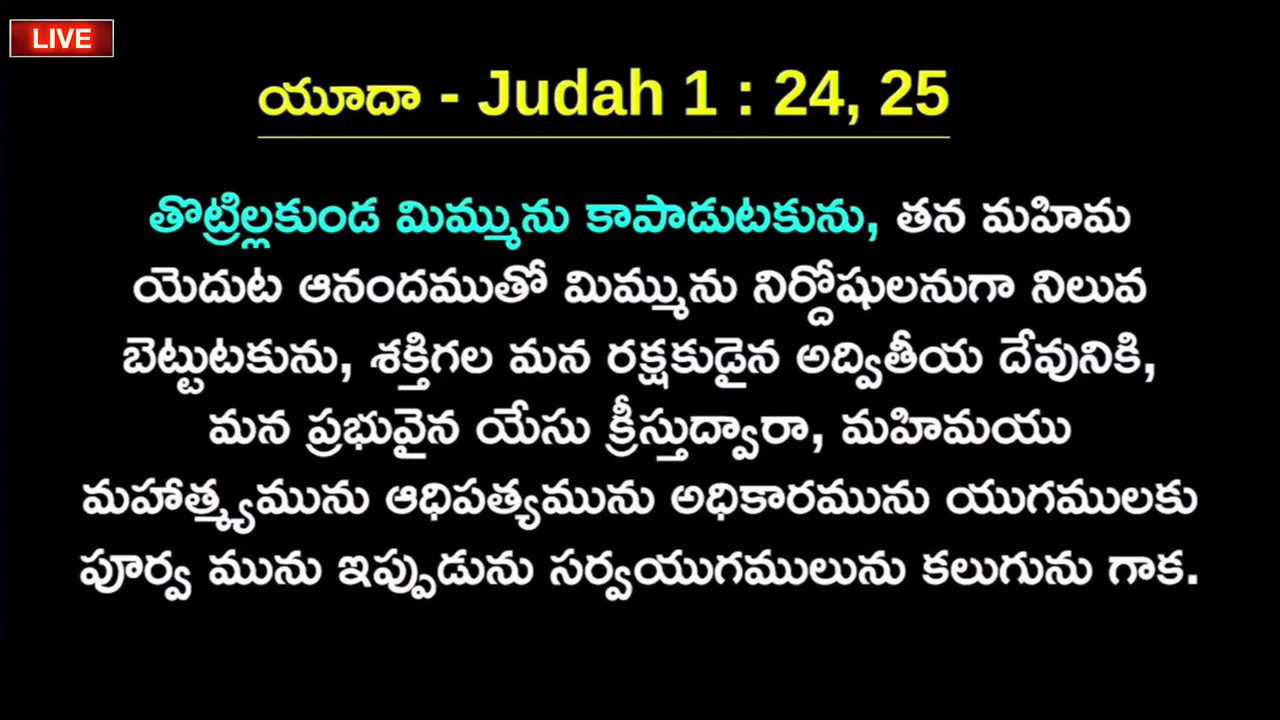 LIVE
యూదా - Judah 1 : 24, 25
తొట్రిల్లకుండ మిమ్మును కాపాడుటకును, తన మహిమ
యెదుట ఆనందముతో మిమ్మును నిర్దోషులనుగా నిలువ
బెట్టుటకును, శక్తిగల మన రక్షకుడైన అద్వితీయ దేవునికి,
మన ప్రభువైన యేసు క్రీస్తుద్వారా, మహిమయు
మహాత్మ్యమును ఆధిపత్యమును అధికారమును యుగములకు
పూర్వ మును ఇప్పుడును సర్వయుగములును కలుగును గాక.